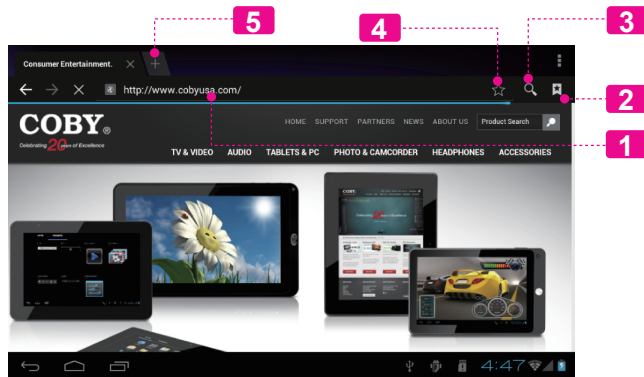 5
4
3
Consumer Entertainment.
http://www.cobyusa.com/
2
COBY®
Celebrating 20 years of Excellence
HOME SUPPORT PARTNERS NEWS ABOUT US Product Search
1
TV & VIDEO AUDIO TABLETS & PC PHOTO & CAMCORDER HEADPHONES ACCESSORIES
COBY
4:47